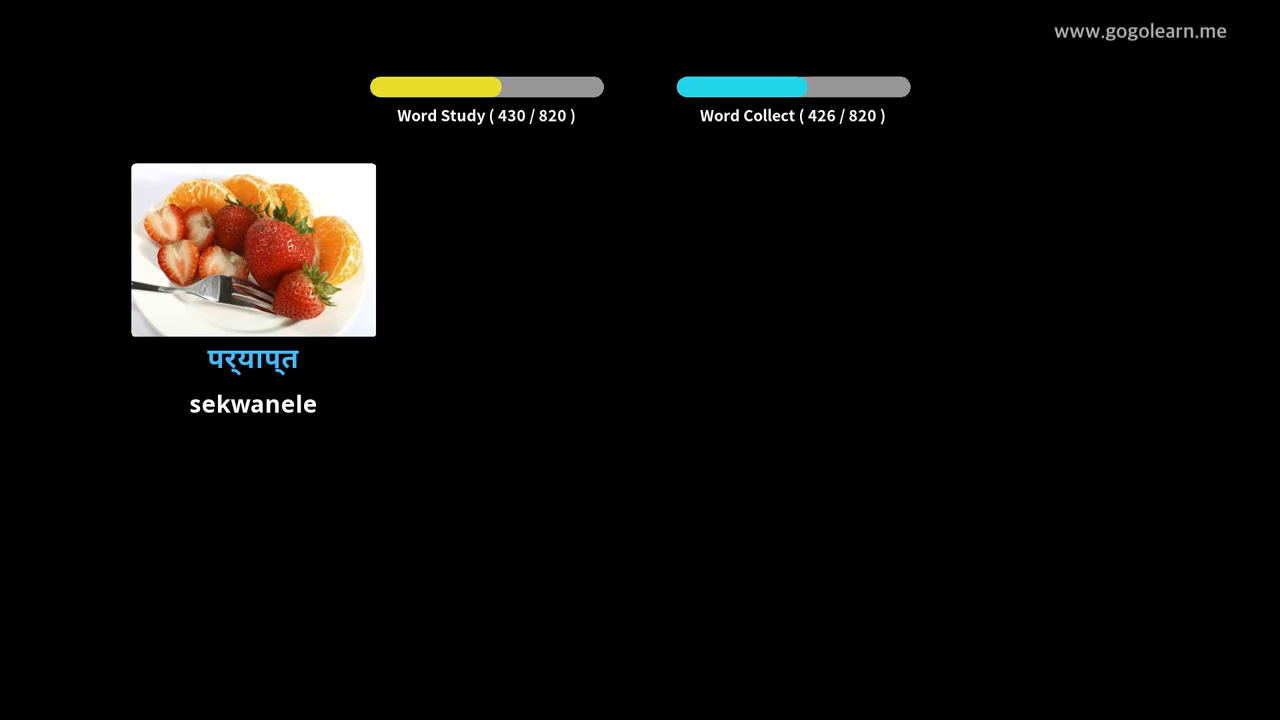 www.gogolearn.me
Word Study ( 430 / 820 )
Word Collect ( 426 / 820 )
पर्याप्त
sekwanele